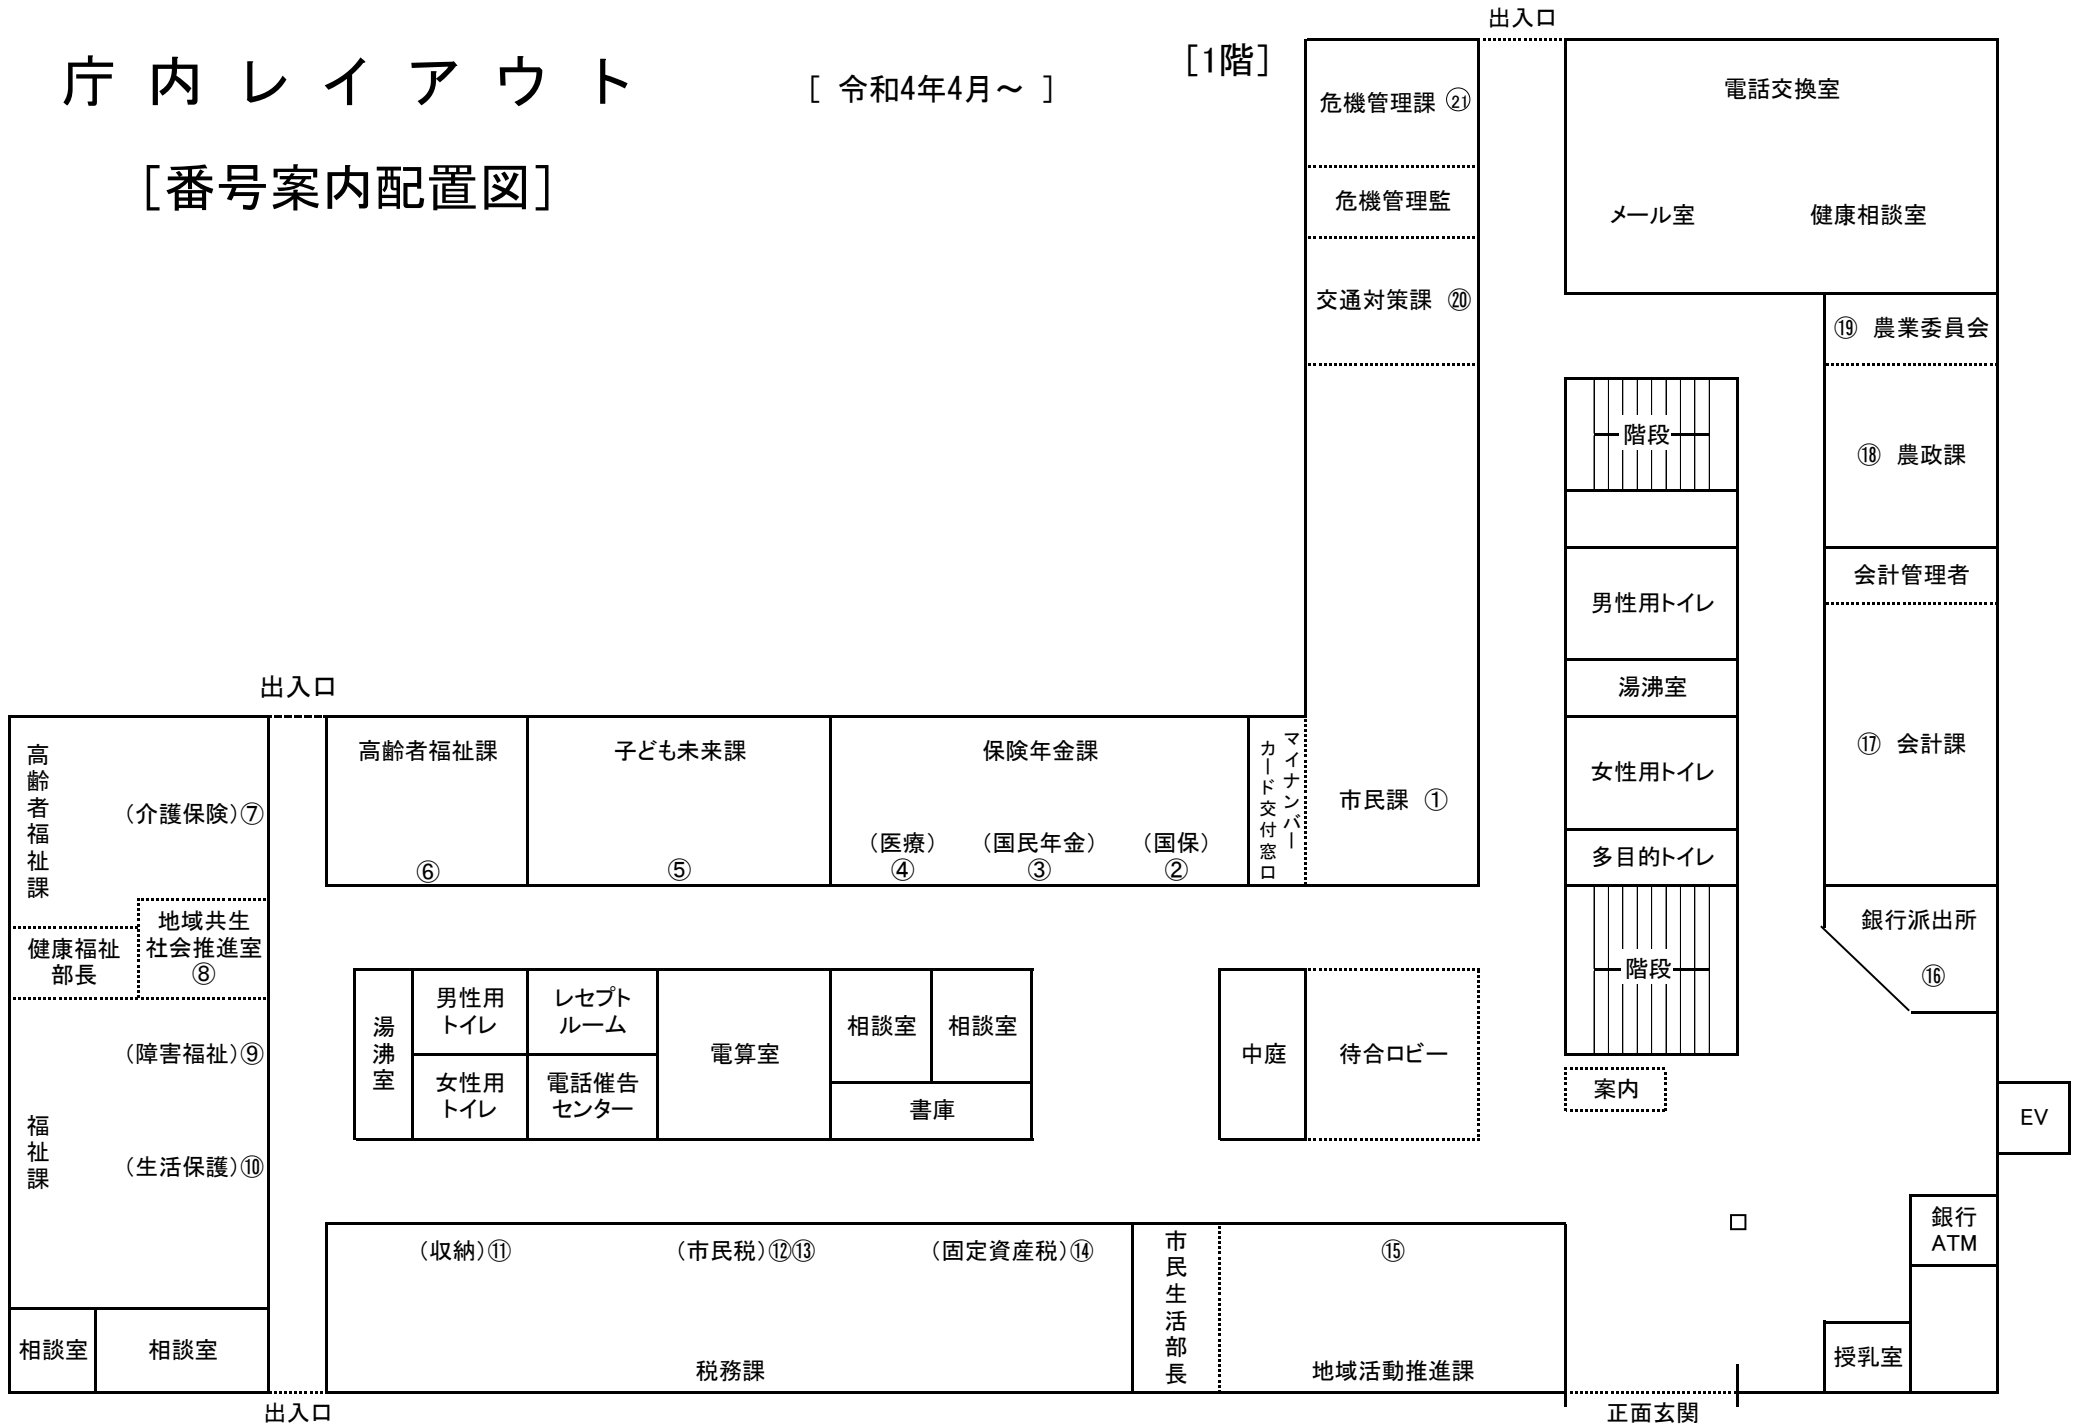 出入口
庁内レイアウト
[ 令和4年4月～ ]
[1階]
[番号案内配置図]
危機管理課 ㉑
危機管理監
交通対策課 ⑳
電話交換室
メール室
健康相談室
⑲ 農業委員会
階段
⑱ 農政課
会計管理者
男性用トイレ
湯沸室
女性用トイレ
⑰ 会計課
多目的トイレ
市民課 ①
出入口
高齢者福祉課
(介護保険)⑦
高齢者福祉課
⑥
子ども未来課
⑤
保険年金課
(医療)
④
(国民年金)
③
(国保)
②
マイナンバー
カード交付窓口
健康福祉
部長
地域共生
社会推進室
⑧
銀行派出所
⑯
階段
湯沸室
男性用
トイレ
女性用
トイレ
レセプト
ルーム
電話催告
センター
電算室
相談室
相談室
書庫
中庭
待合ロビー
案内
EV
福祉課
(障害福祉)⑨
(生活保護)⑩
(収納)⑪
(市民税)⑫⑬
(固定資産税)⑭
税務課
市民生活部長
⑮
地域活動推進課
銀行
ATM
授乳室
相談室
相談室
出入口
正面玄関